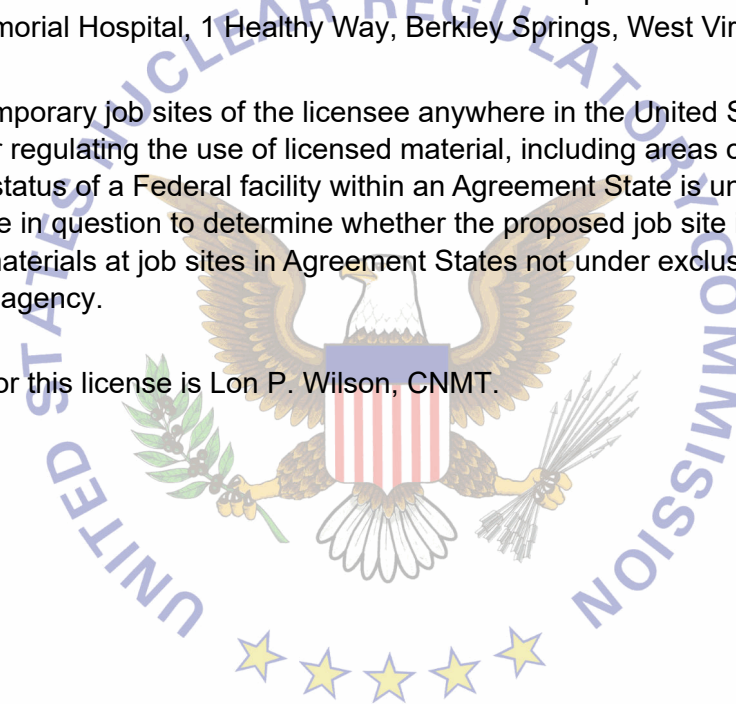 morial Hospital, 1 Healthy Way, Berkley Springs, West Vir
mporary job sites of the licensee anywhere in the United S
regulating the use of licensed material, including areas o
status of a Federal facility within an Agreement State is un
e in question to determine whether the proposed job site
aterials at job sites in Agreement States not under exclus
agency.
or this license is Lon P. Wilson, CNMT.
UNITED STATES NUCLEAR REGULATORY COMMISSION